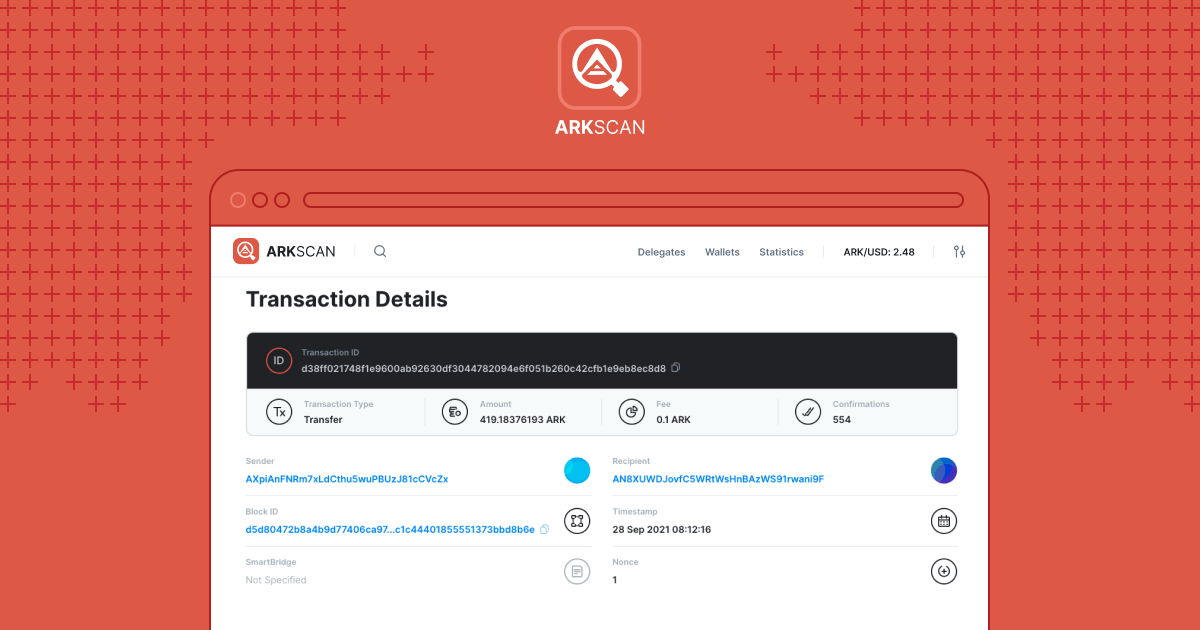 ARKSCAN
ARKSCAN
Delegates Wallets Statistics ARK/USD: 2.48
Transaction Details
ID
Transaction ID
d38ff021748f1e9600ab92630df3044782094e6f051b260c42cfb1e9eb8ec8d8
Tx
Transaction Type
Transfer
Amount
419.18376193 ARK
Fee
0.1 ARK
Confirmations
554
Sender
AXpiAnFNRm7xLdCthu5wuPBUzJ81cCVcZx
Recipient
AN8XUWDJovfC5WRtWsHnBAzWS91rwani9F
Block ID
d5d80472b8a4b9d77406ca97...c1c44401855551373bbd8b6e
Timestamp
28 Sep 2021 08:12:16
SmartBridge
Not Specified
Nonce
1